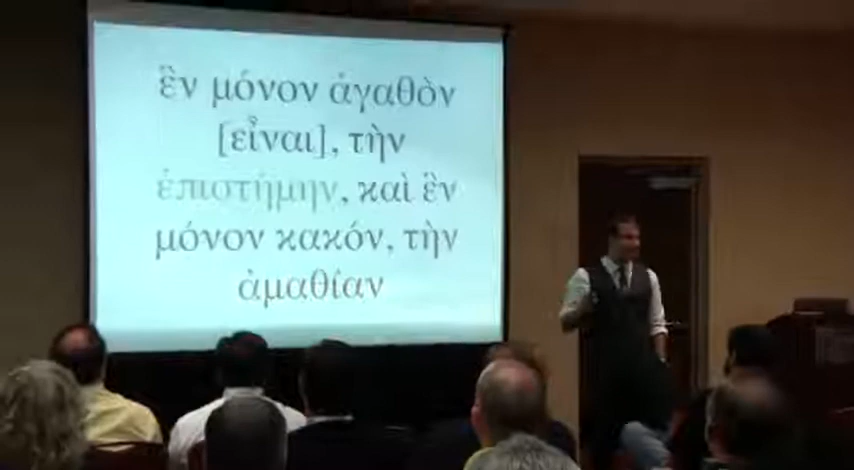 ἓν μόνον ἀγαθὸν
[εἶναι], τὴν
ἐπιστήμην, καὶ ἓν
μόνον κακόν, τὴν
ἀμαθίαν